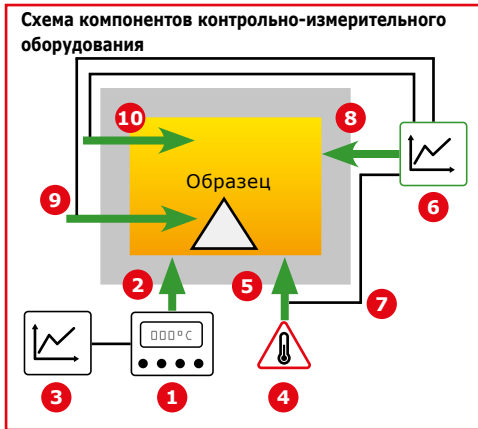 Схема компонентов контрольно-измерительного
оборудования
10
8
Образец
9
6
2
5
7
000°C
3
1
4